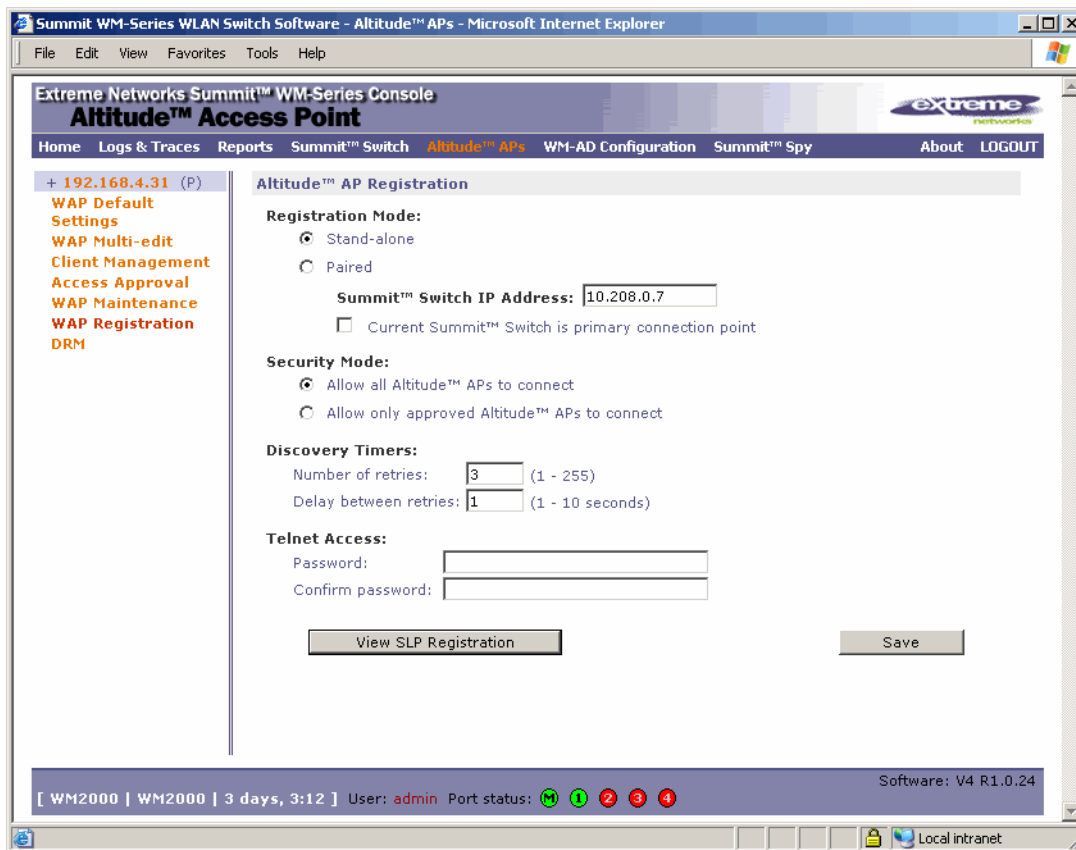 Summit WM-Series WLAN Switch Software - Altitude™ APs - Microsoft Internet Explorer
File Edit View Favorites Tools Help
Extreme Networks Summit™ WM-Series Console
Altitude™ Access Point
extreme
networks
Home Logs & Traces Reports Summit™ Switch Altitude™ APs WM-AD Configuration Summit™ Spy About LOGOUT
+ 192.168.4.31 (P)
WAP Default
Settings
WAP Multi-edit
Client Management
Access Approval
WAP Maintenance
WAP Registration
DRM
Altitude™ AP Registration
Registration Mode:
Stand-alone
Paired
Summit™ Switch IP Address: 10.208.0.7
Current Summit™ Switch is primary connection point
Security Mode:
Allow all Altitude™ APs to connect
Allow only approved Altitude™ APs to connect
Discovery Timers:
Number of retries: 3 (1 - 255)
Delay between retries: 1 (1 - 10 seconds)
Telnet Access:
Password:
Confirm password:
View SLP Registration Save
Software: V4 R1.0.24
[ WM2000 | WM2000 | 3 days, 3:12 ] User: admin Port status: M 1 2 3 4
Local intranet